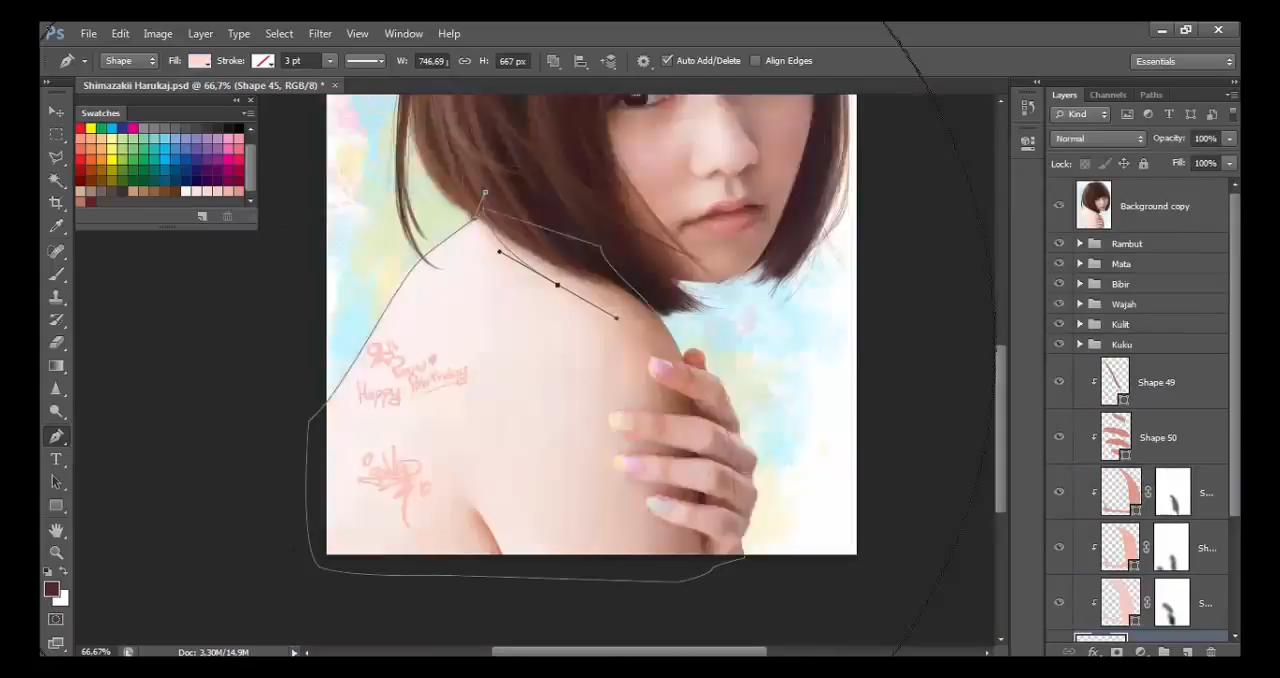 Ps File Edit Image Layer Type Select Filter View Window Help
Shape Fill: Stroke: 3 pt W: 746,69 H: 667 px Auto Add/Delete Align Edges Essentials
Shimazakii Harukaj.psd @ 66,7% (Shape 45, RGB/8) *
Swatches
Layers Channels Paths
Kind
Normal Opacity: 100%
Lock: Fill: 100%
Background copy
Rambut
Mata
Bibir
Wajah
Kulit
Kuku
Shape 49
Shape 50
S...
Sh...
S...
Happy Birthday
66.67% Doc: 3.30M/14.9M